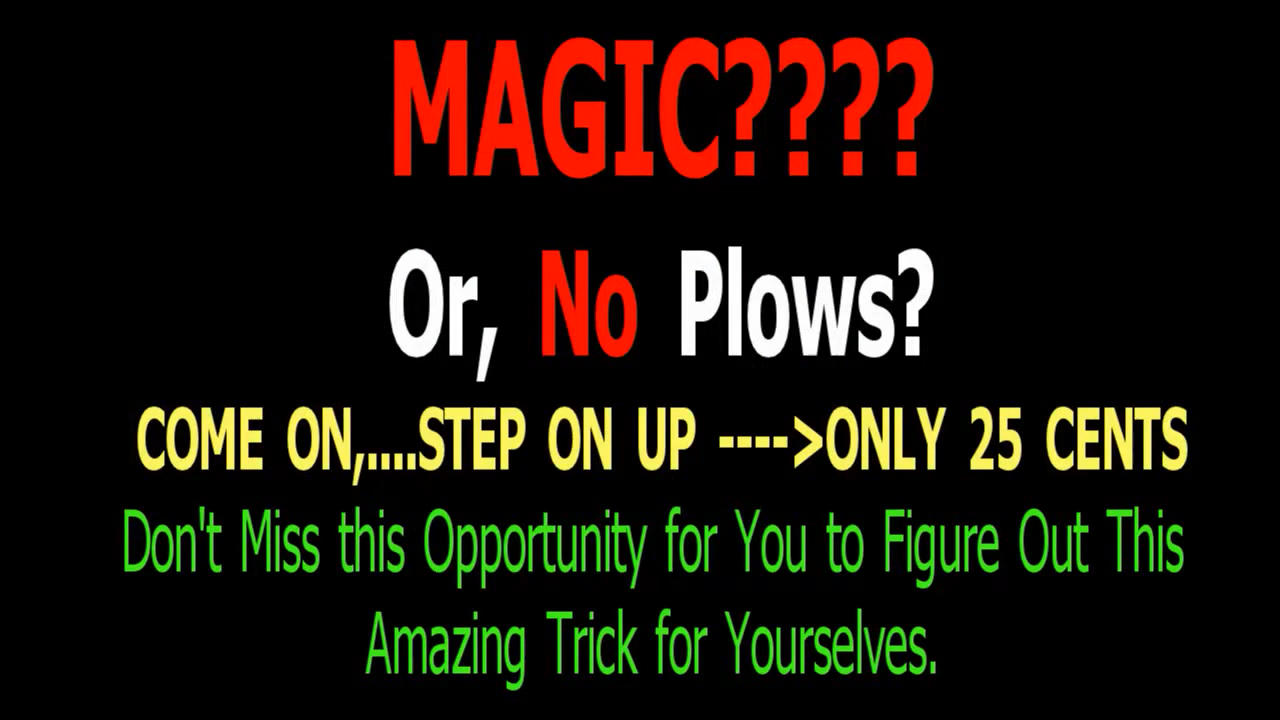 MAGIC????
Or, No Plows?
COME ON,....STEP ON UP ---->ONLY 25 CENTS
Don't Miss this Opportunity for You to Figure Out This
Amazing Trick for Yourselves.